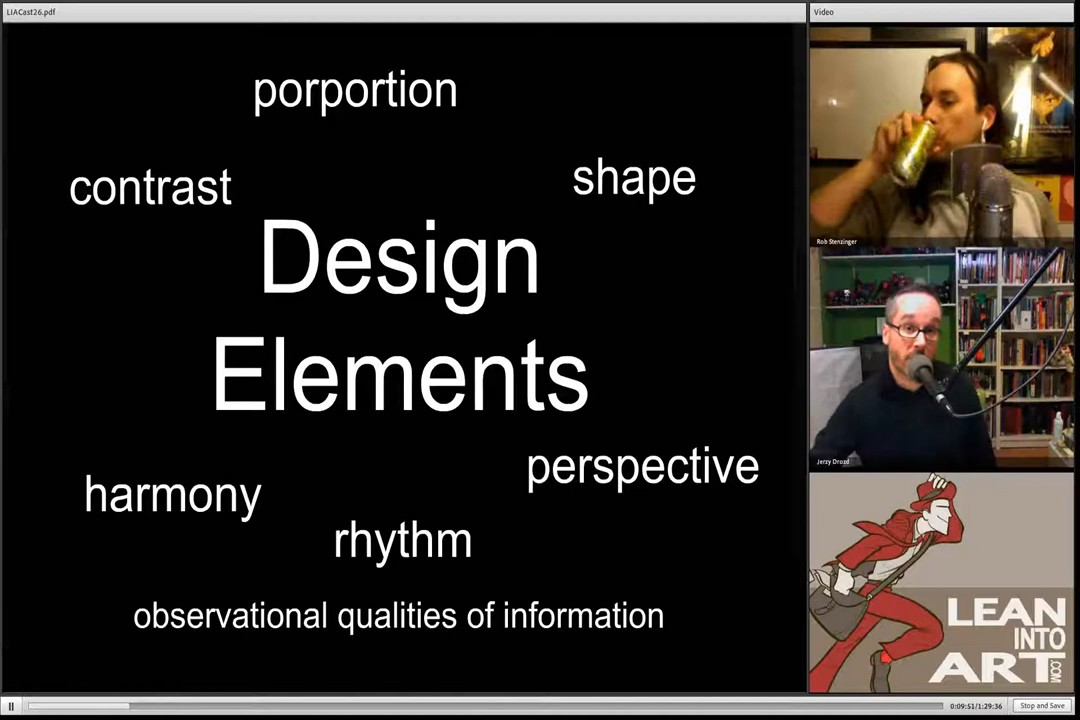 LIACast26.pdf
Video
porportion
contrast
shape
Design
Elements
perspective
harmony
rhythm
observational qualities of information
Rob Stenzinger
Jerzy Drozd
LEAN
INTO
ART
.COM
0:09:51/1:29:36
Stop and Save